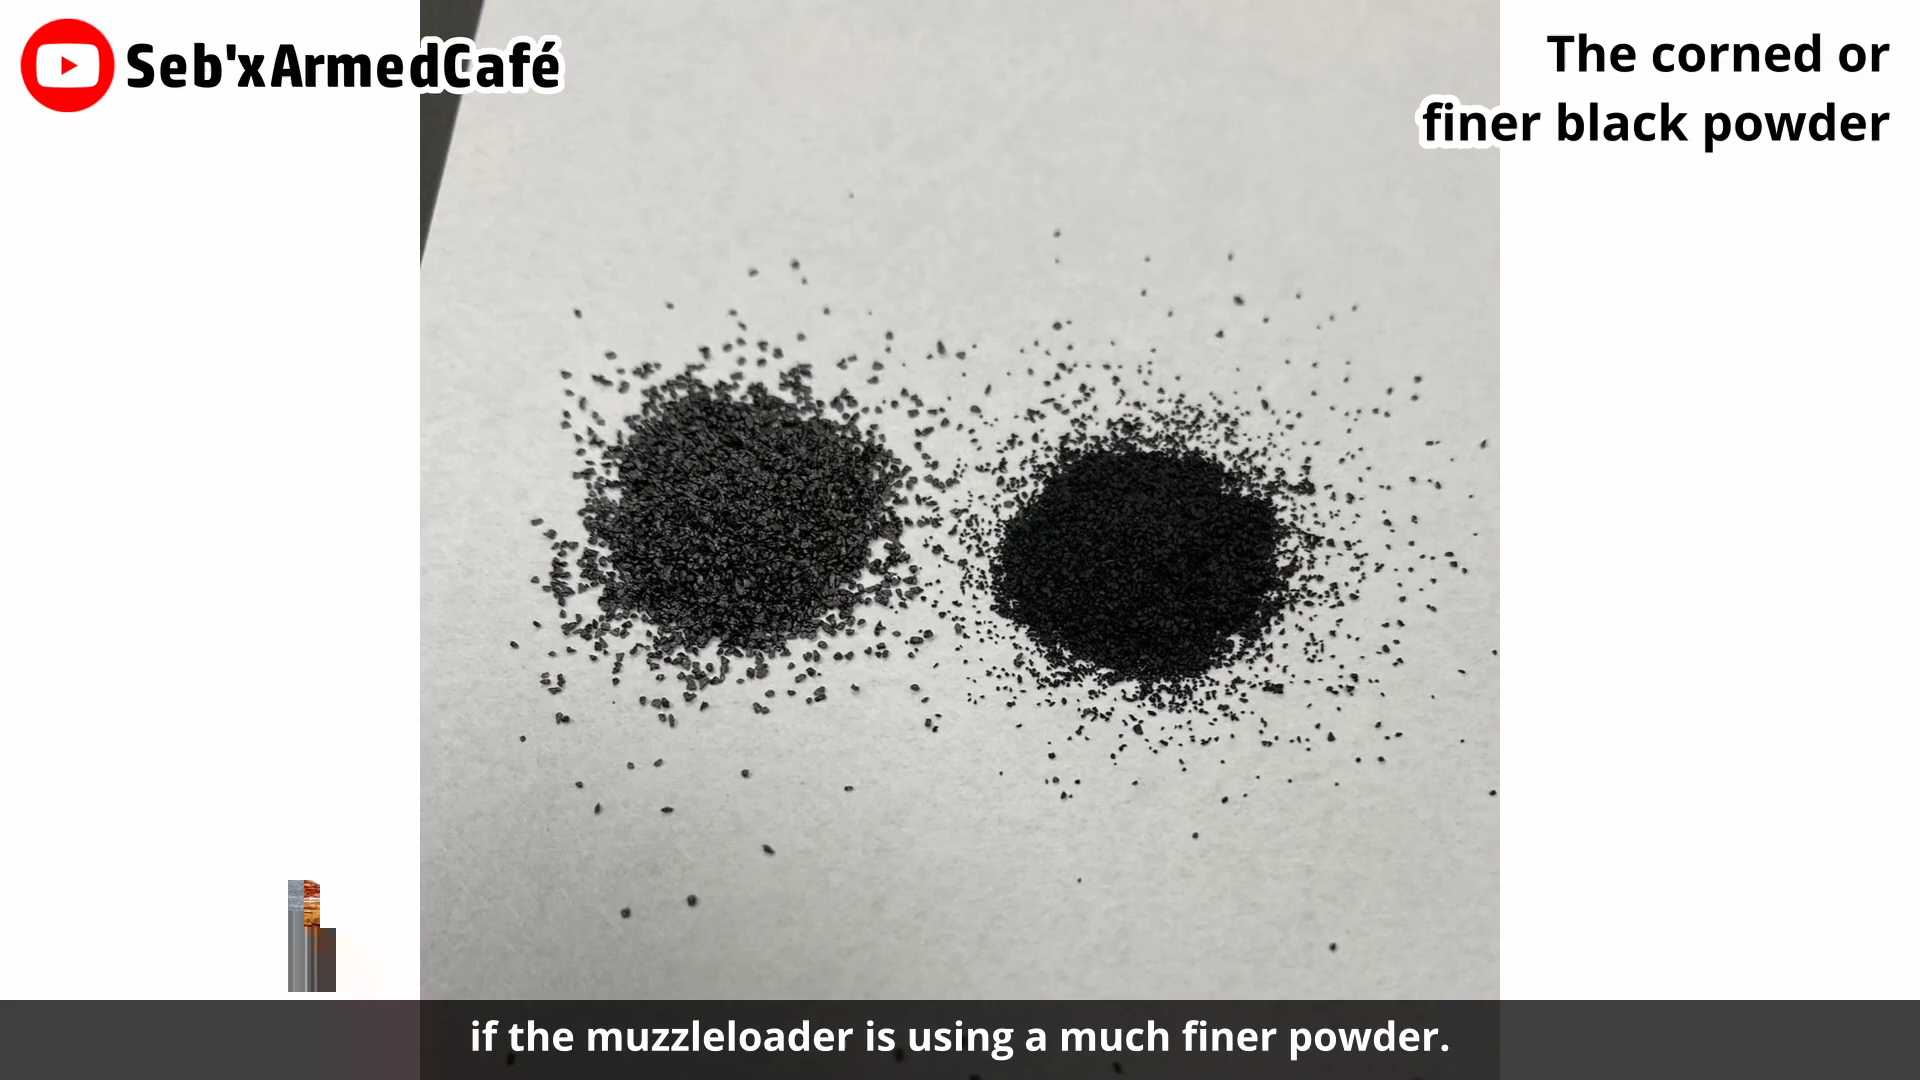 Seb'xArmedCafé
The corned or
finer black powder
if the muzzleloader is using a much finer powder.